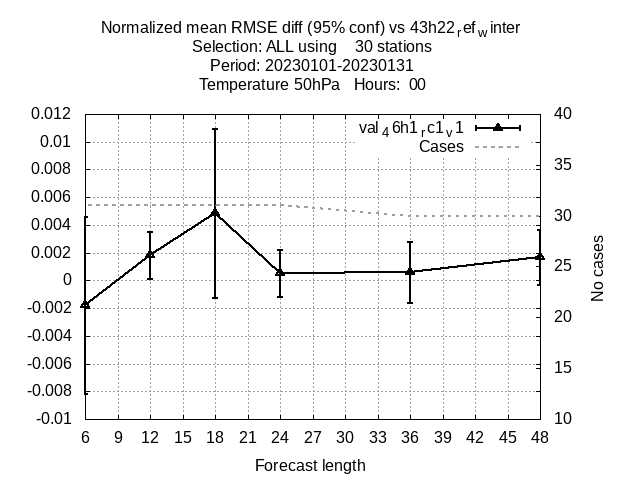 Normalized mean RMSE diff (95% conf) vs 43h22refwinter
Selection: ALL using 30 stations
Period: 20230101-20230131
Temperature 50hPa Hours: 00
val46h1rc1v1
Cases
0.012
0.01
0.008
0.006
0.004
0.002
0
-0.002
-0.004
-0.006
-0.008
-0.01
40
35
30
25
20
15
10
No cases
6 9 12 15 18 21 24 27 30 33 36 39 42 45 48
Forecast length